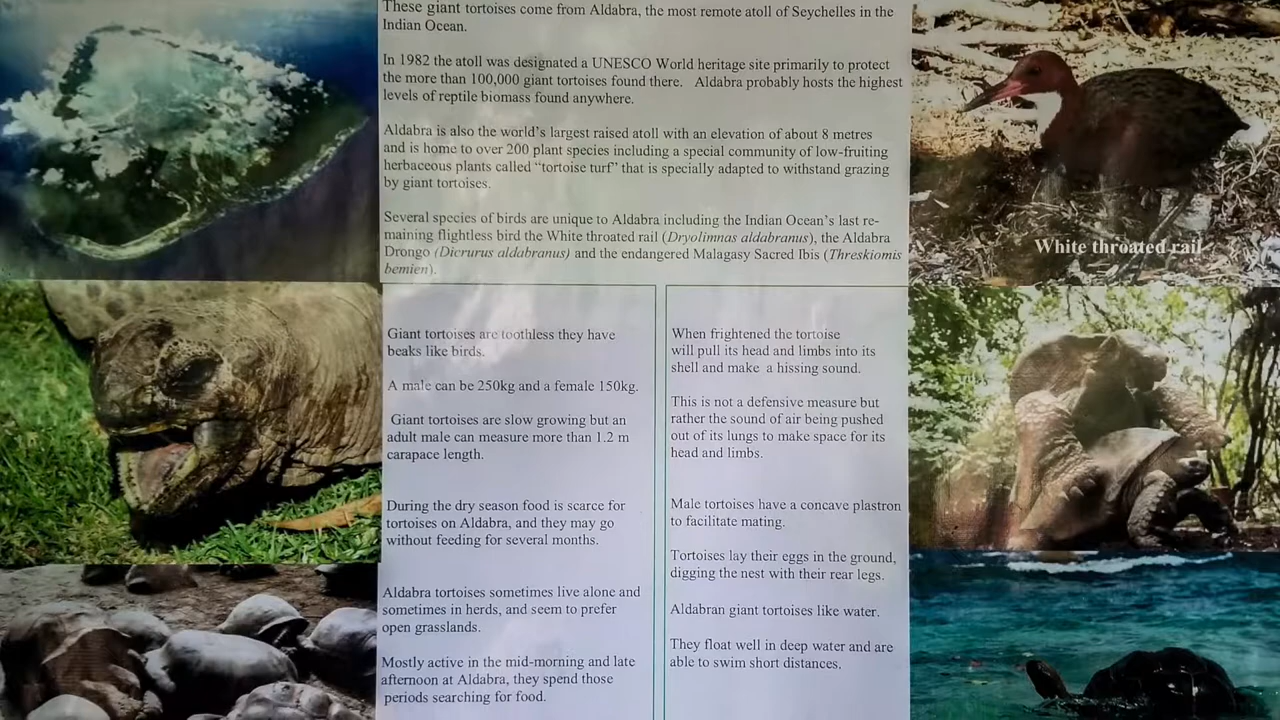 These giant tortoises come from Aldabra, the most remote atoll of Seychelles in the
Indian Ocean.
In 1982 the atoll was designated a UNESCO World heritage site primarily to protect
the more than 100,000 giant tortoises found there. Aldabra probably hosts the highest
levels of reptile biomass found anywhere.
Aldabra is also the world's largest raised atoll with an elevation of about 8 metres
and is home to over 200 plant species including a special community of low-fruiting
herbaceous plants called "tortoise turf" that is specially adapted to withstand grazing
by giant tortoises.
Several species of birds are unique to Aldabra including the Indian Ocean's last re-
maining flightless bird the White throated rail (Dryolimnas aldabranus), the Aldabra
Drongo (Dicrurus aldabranus) and the endangered Malagasy Sacred Ibis (Threskiomis
bemien).
White throated rail
Giant tortoises are toothless they have
beaks like birds.
A male can be 250kg and a female 150kg.
Giant tortoises are slow growing but an
adult male can measure more than 1.2 m
carapace length.
During the dry season food is scarce for
tortoises on Aldabra, and they may go
without feeding for several months.
Aldabra tortoises sometimes live alone and
sometimes in herds, and seem to prefer
open grasslands.
Mostly active in the mid-morning and late
afternoon at Aldabra, they spend those
periods searching for food.
When frightened the tortoise
will pull its head and limbs into its
shell and make a hissing sound.
This is not a defensive measure but
rather the sound of air being pushed
out of its lungs to make space for its
head and limbs.
Male tortoises have a concave plastron
to facilitate mating.
Tortoises lay their eggs in the ground,
digging the nest with their rear legs.
Aldabran giant tortoises like water.
They float well in deep water and are
able to swim short distances.